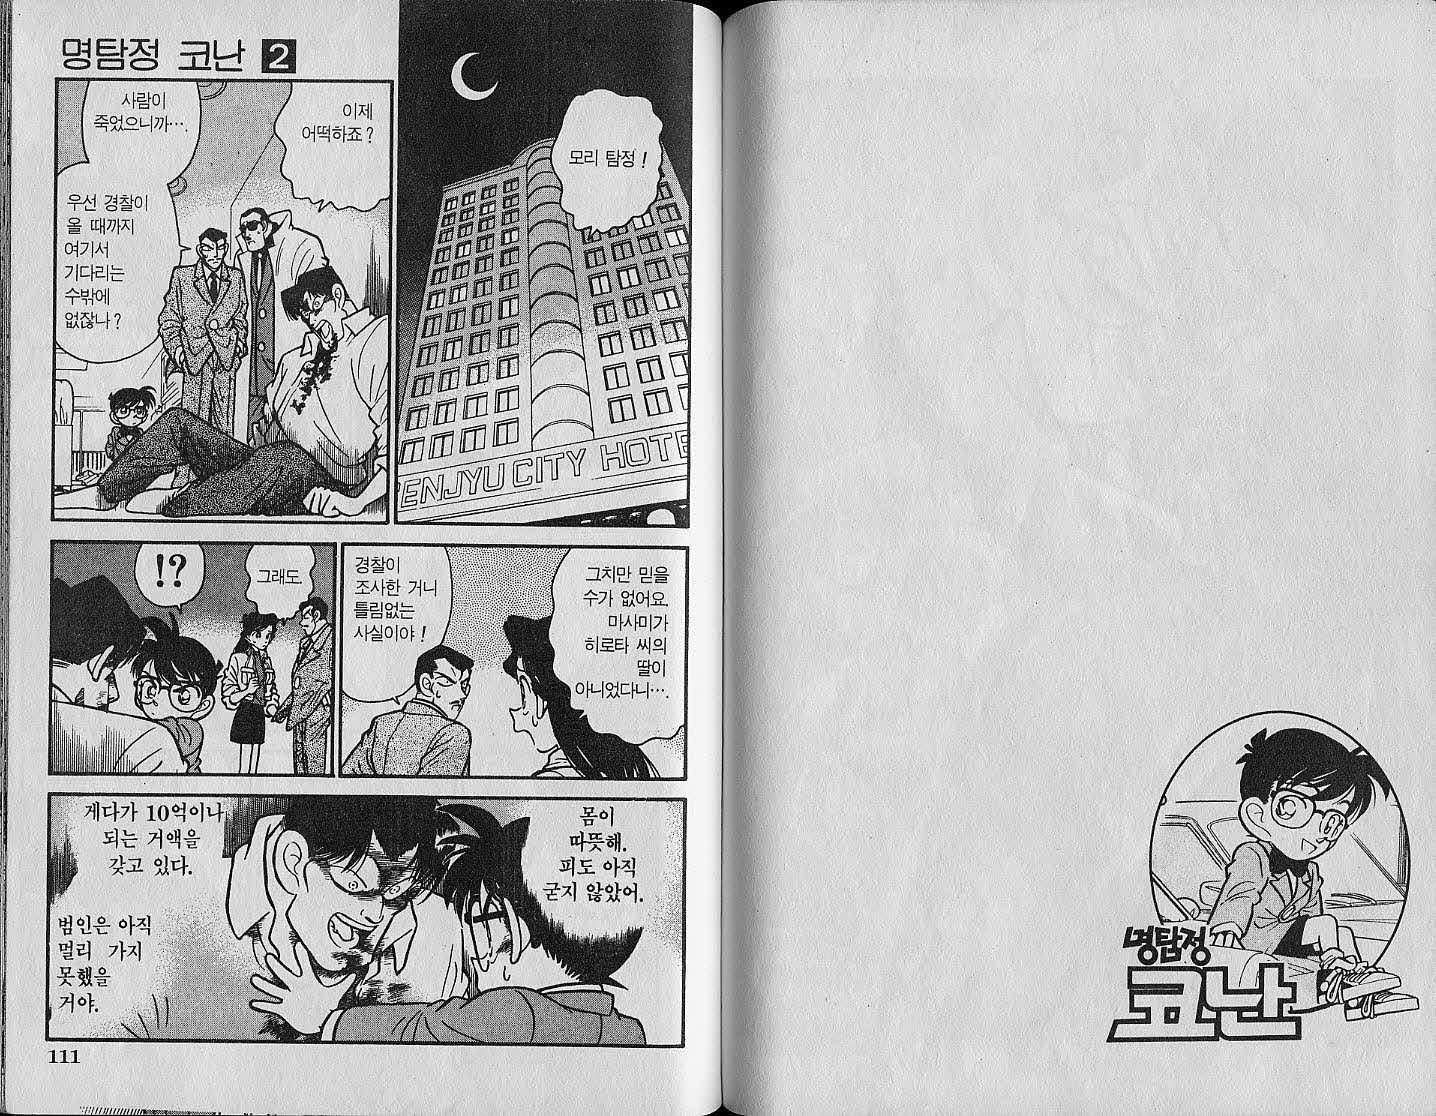 명탐정 코난 2
모리 탐정!
ENJYU CITY HOTE
이제
어떡하죠?
사람이
죽었으니까….
우선 경찰이
올 때까지
여기서
기다리는
수밖에
없잖나?
그치만 믿을
수가 없어요.
마사미가
히로타 씨의
딸이
아니었다니….
경찰이
조사한 거니
틀림없는
사실이야!
그래도.
!?
몸이
따뜻해.
피도 아직
굳지 않았어.
게다가 10억이나
되는 거액을
갖고 있다.
범인은 아직
멀리 가지
못했을
거야.
111
명탐정
코난